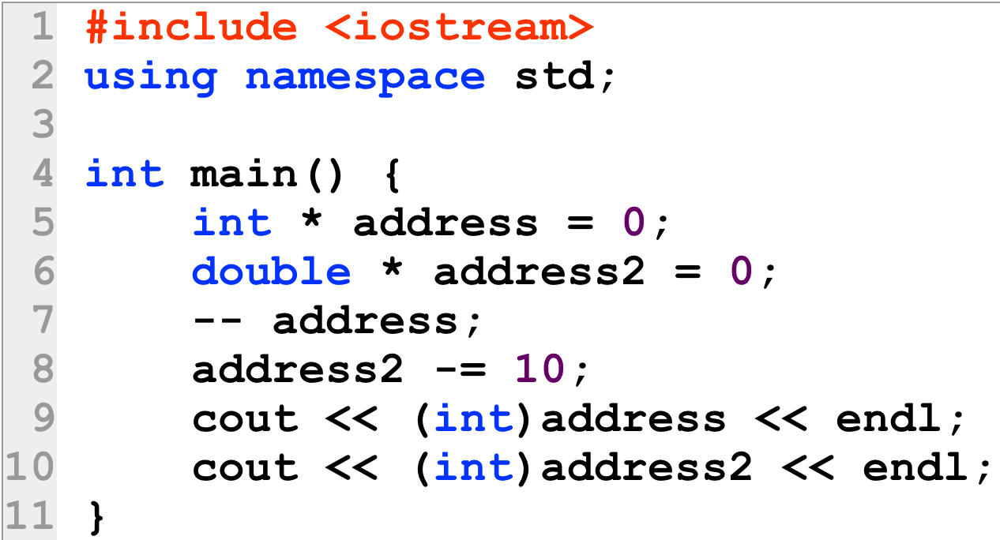 1 #include <iostream>
2 using namespace std;
3
4 int main() {
5     int * address = 0;
6     double * address2 = 0;
7     -- address;
8     address2 -= 10;
9     cout << (int)address << endl;
10     cout << (int)address2 << endl;
11 }